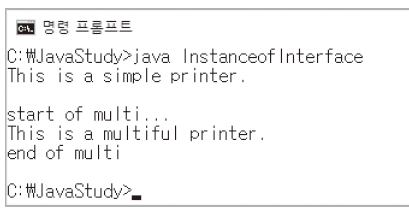 명령 프롬프트
C:₩JavaStudy>java InstanceofInterface
This is a simple printer.
start of multi...
This is a multiful printer.
end of multi
C:₩JavaStudy>_